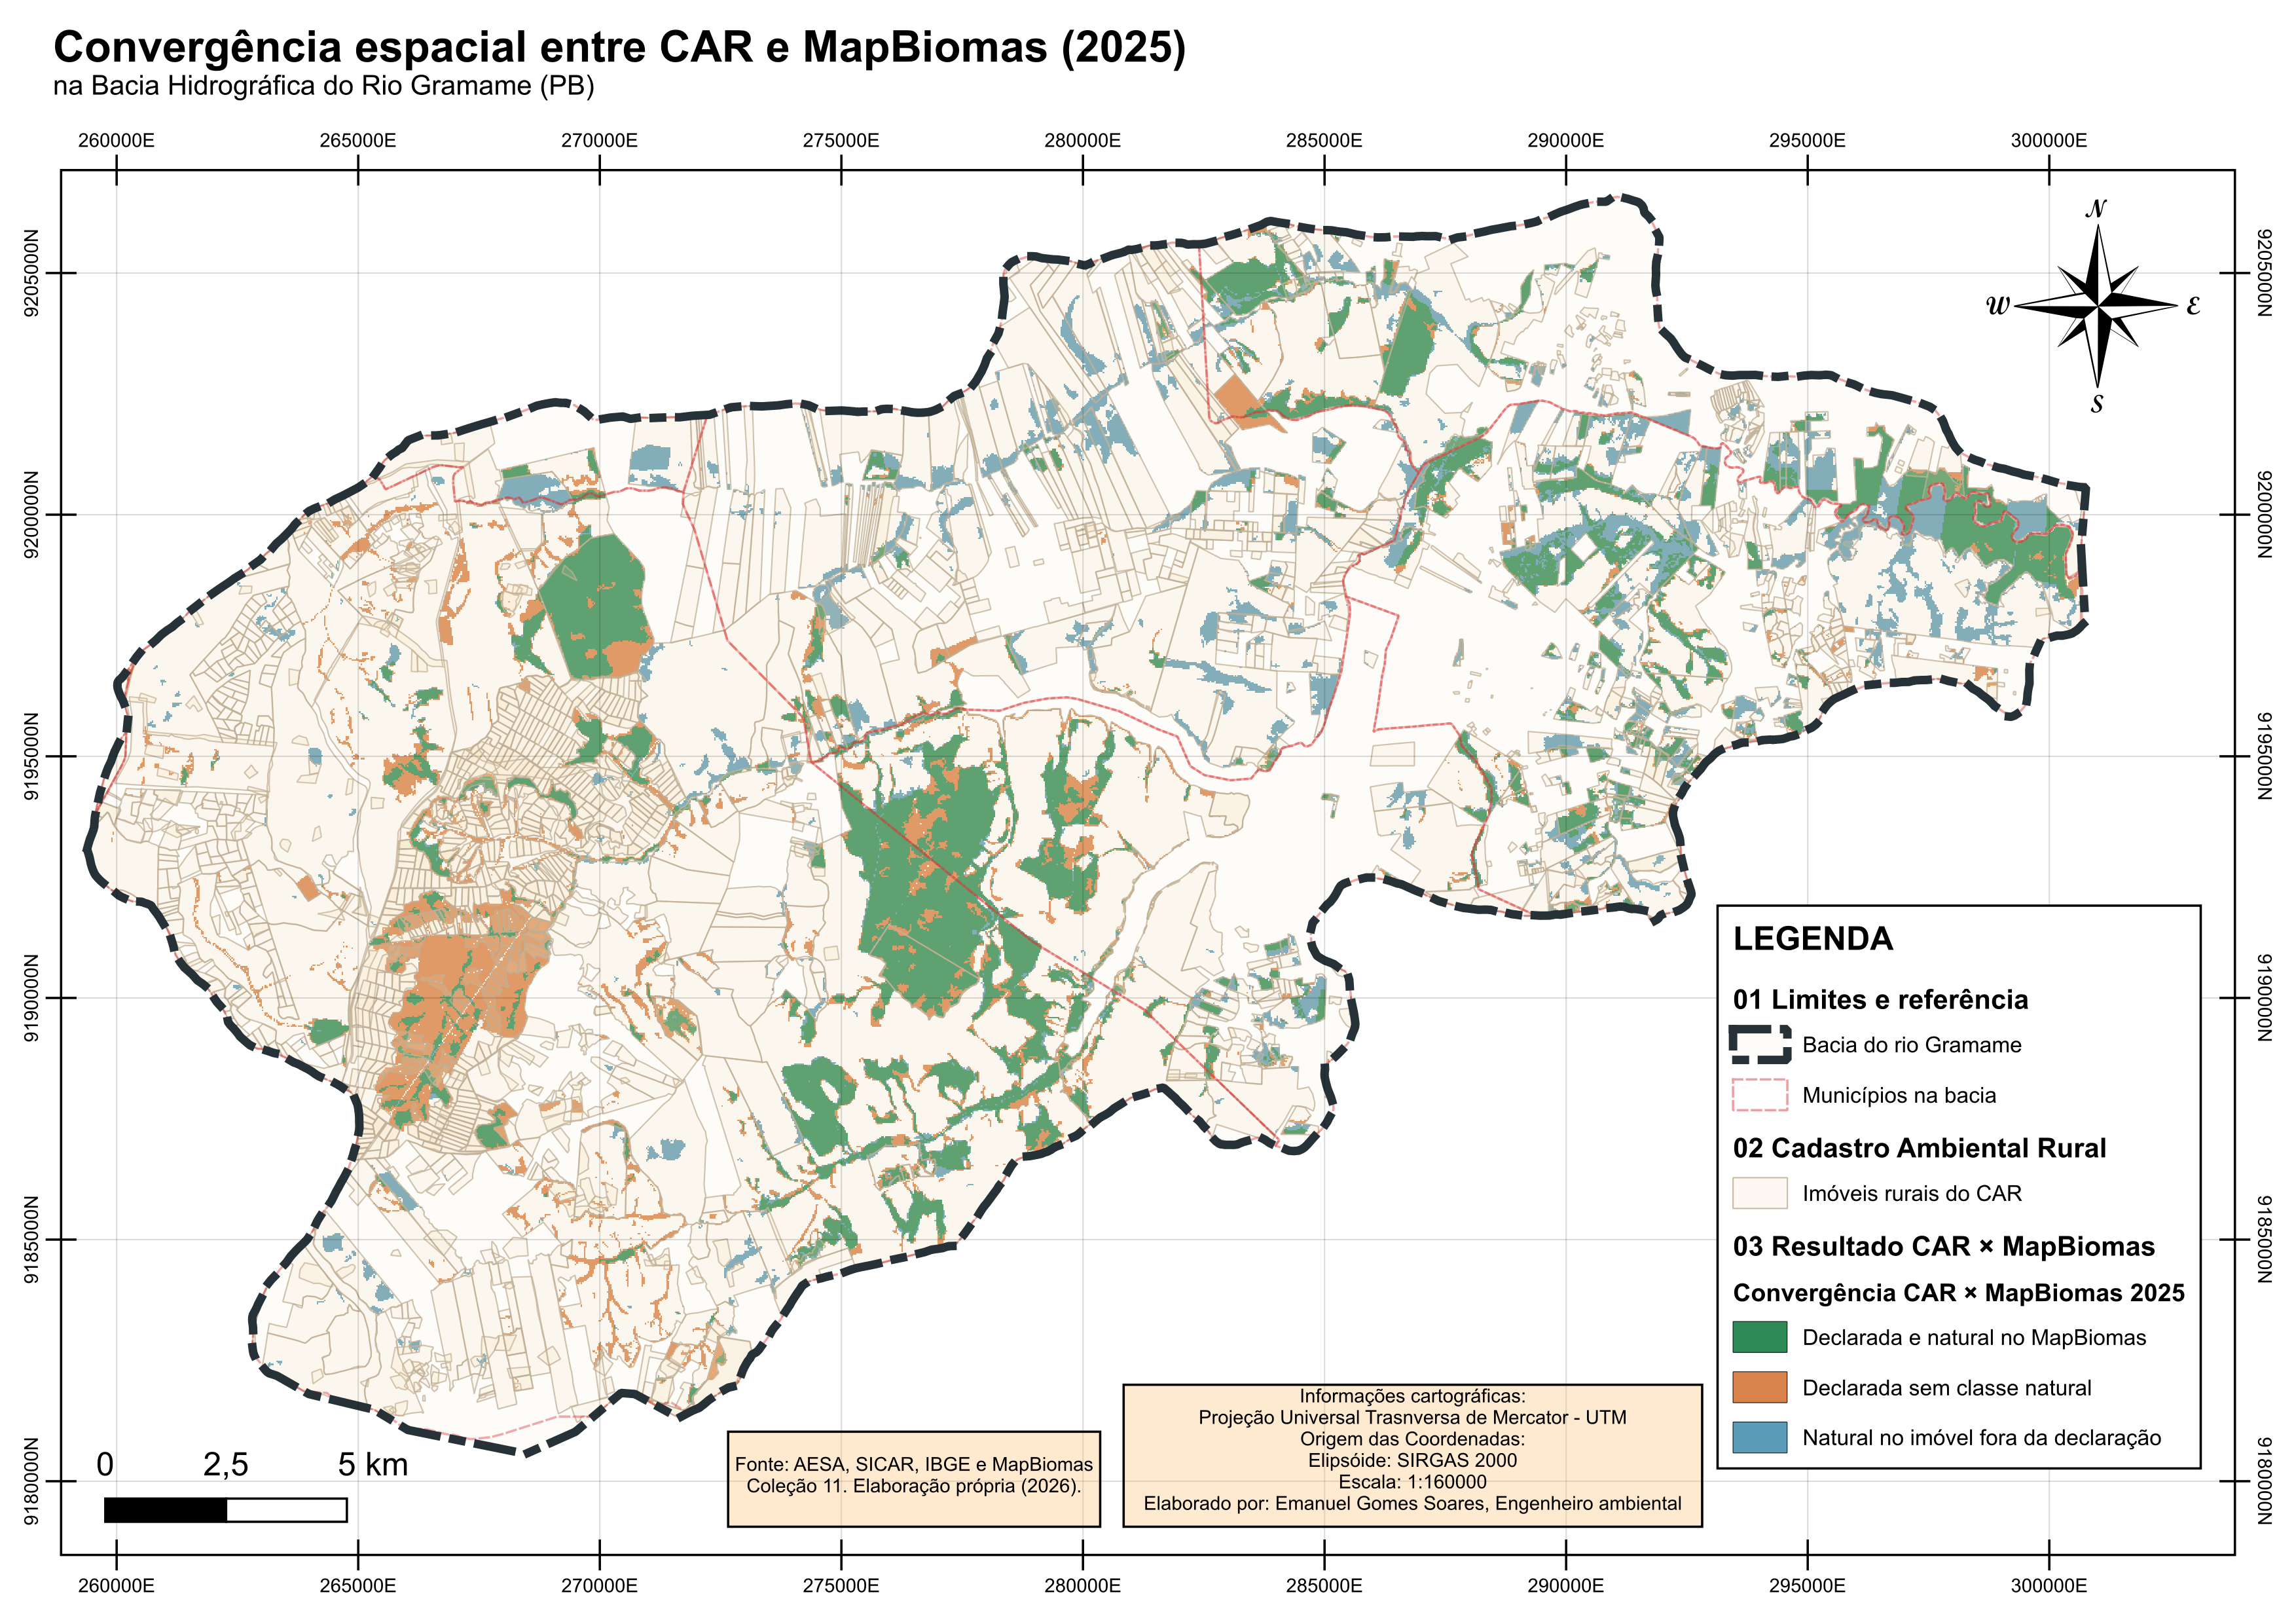 Convergência espacial entre CAR e MapBiomas (2025)
na Bacia Hidrográfica do Rio Gramame (PB)
260000E 265000E 270000E 275000E 280000E 285000E 290000E 295000E 300000E
N
W E
S
9205000N 9205000N
9200000N 9200000N
9195000N 9195000N
9190000N 9190000N
9185000N 9185000N
9180000N 9180000N
LEGENDA
01 Limites e referência
Bacia do rio Gramame
Municípios na bacia
02 Cadastro Ambiental Rural
Imóveis rurais do CAR
03 Resultado CAR × MapBiomas
Convergência CAR × MapBiomas 2025
Declarada e natural no MapBiomas
Declarada sem classe natural
Natural no imóvel fora da declaração
0 2,5 5 km
Fonte: AESA, SICAR, IBGE e MapBiomas
Coleção 11. Elaboração própria (2026).
Informações cartográficas:
Projeção Universal Trasnversa de Mercator - UTM
Origem das Coordenadas:
Elipsóide: SIRGAS 2000
Escala: 1:160000
Elaborado por: Emanuel Gomes Soares, Engenheiro ambiental
260000E 265000E 270000E 275000E 280000E 285000E 290000E 295000E 300000E